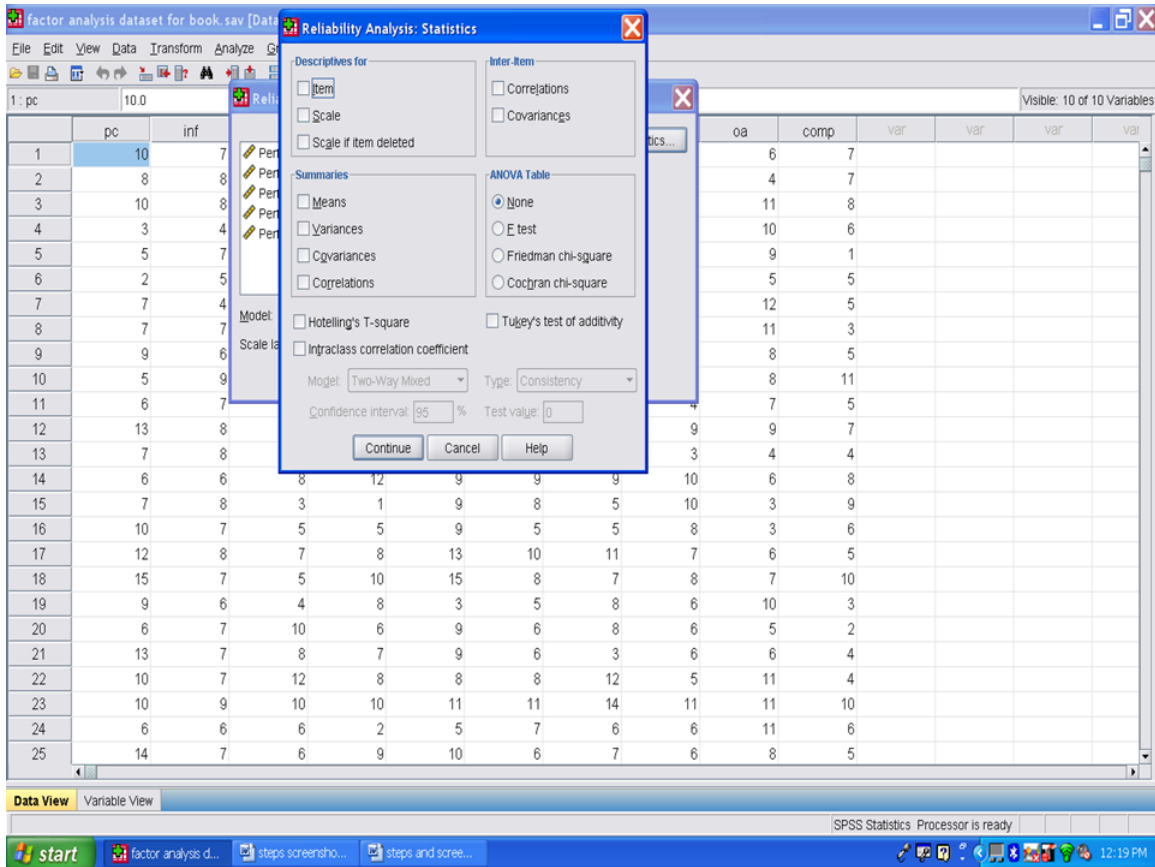 factor analysis dataset for book.sav [Data
File Edit View Data Transform Analyze Gr
1 : pc 10.0 Visible: 10 of 10 Variables
Reliability Analysis: Statistics
Descriptives for
Item
Scale
Scale if item deleted
Inter-Item
Correlations
Covariances
Summaries
Means
Variances
Covariances
Correlations
ANOVA Table
None
F test
Friedman chi-square
Cochran chi-square
Hotelling's T-square
Tukey's test of additivity
Intraclass correlation coefficient
Model: Two-Way Mixed Type: Consistency
Confidence interval: 95 % Test value: 0
Continue Cancel Help
Reli
Per
Per
Per
Per
Per
tics...
Model:
Scale la
pc inf oa comp var var var var
1 10 7 6 7
2 8 8 4 7
3 10 8 11 8
4 3 4 10 6
5 5 7 9 1
6 2 5 5 5
7 7 4 12 5
8 7 7 11 3
9 9 6 8 5
10 5 9 8 11
11 6 7 4 7 5
12 13 8 9 9 7
13 7 8 3 4 4
14 6 6 8 12 9 9 9 10 6 8
15 7 8 3 1 9 8 5 10 3 9
16 10 7 5 5 9 5 5 8 3 6
17 12 8 7 8 13 10 11 7 6 5
18 15 7 5 10 15 8 7 8 7 10
19 9 6 4 8 3 5 8 6 10 3
20 6 7 10 6 9 6 8 6 5 2
21 13 7 8 7 9 6 3 6 6 4
22 10 7 12 8 8 8 12 5 11 4
23 10 9 10 10 11 11 14 11 11 10
24 6 6 6 2 5 7 6 6 11 6
25 14 7 6 9 10 6 7 6 8 5
Data View Variable View
SPSS Statistics Processor is ready
start factor analysis d... steps screensho... steps and scree... 12:19 PM